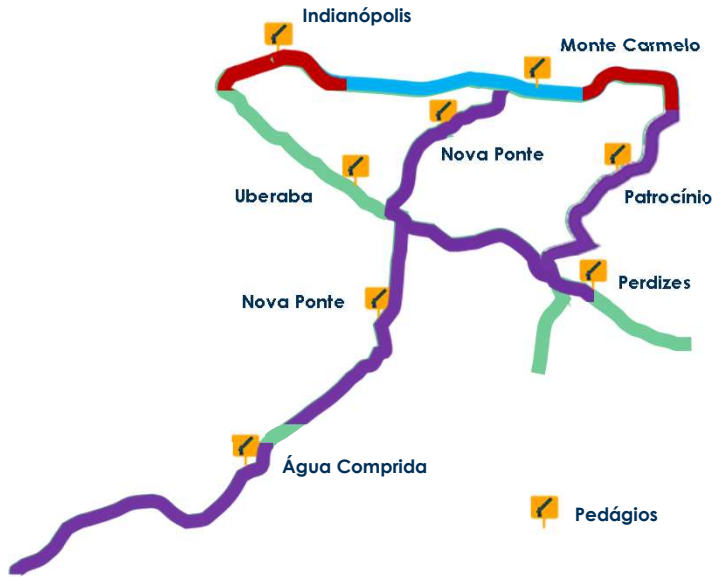 Indianópolis
Monte Carmelo
Nova Ponte
Uberaba
Patrocínio
Perdizes
Nova Ponte
Água Comprida
Pedágios